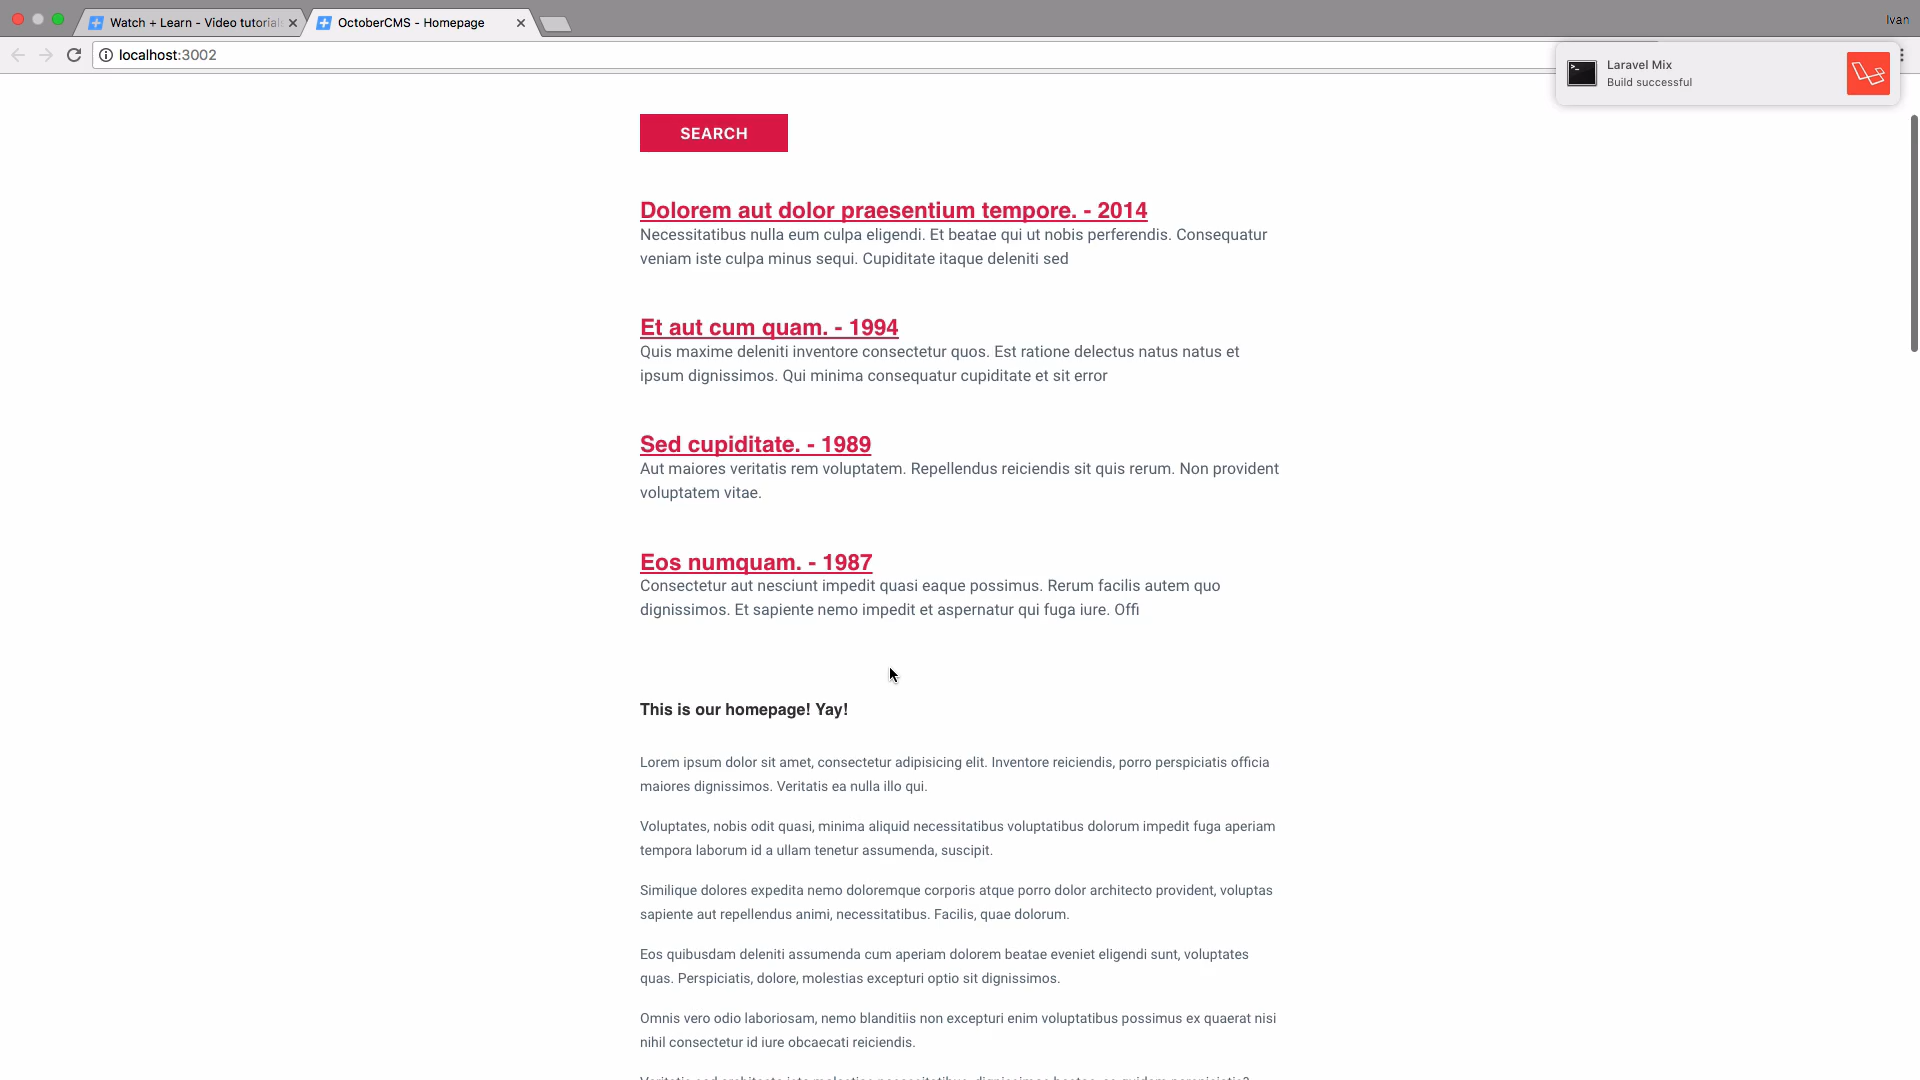 Watch + Learn - Video tutorial
OctoberCMS - Homepage
Ivan
localhost:3002
Laravel Mix
Build successful
SEARCH
Dolorem aut dolor praesentium tempore. - 2014
Necessitatibus nulla eum culpa eligendi. Et beatae qui ut nobis perferendis. Consequatur
veniam iste culpa minus sequi. Cupiditate itaque deleniti sed
Et aut cum quam. - 1994
Quis maxime deleniti inventore consectetur quos. Est ratione delectus natus natus et
ipsum dignissimos. Qui minima consequatur cupiditate et sit error
Sed cupiditate. - 1989
Aut maiores veritatis rem voluptatem. Repellendus reiciendis sit quis rerum. Non provident
voluptatem vitae.
Eos numquam. - 1987
Consectetur aut nesciunt impedit quasi eaque possimus. Rerum facilis autem quo
dignissimos. Et sapiente nemo impedit et aspernatur qui fuga iure. Offi
This is our homepage! Yay!
Lorem ipsum dolor sit amet, consectetur adipisicing elit. Inventore reiciendis, porro perspiciatis officia
maiores dignissimos. Veritatis ea nulla illo qui.
Voluptates, nobis odit quasi, minima aliquid necessitatibus voluptatibus dolorum impedit fuga aperiam
tempora laborum id a ullam tenetur assumenda, suscipit.
Similique dolores expedita nemo doloremque corporis atque porro dolor architecto provident, voluptas
sapiente aut repellendus animi, necessitatibus. Facilis, quae dolorum.
Eos quibusdam deleniti assumenda cum aperiam dolorem beatae eveniet eligendi sunt, voluptates
quas. Perspiciatis, dolore, molestias excepturi optio sit dignissimos.
Omnis vero odio laboriosam, nemo blanditiis non excepturi enim voluptatibus possimus ex quaerat nisi
nihil consectetur id iure obcaecati reiciendis.